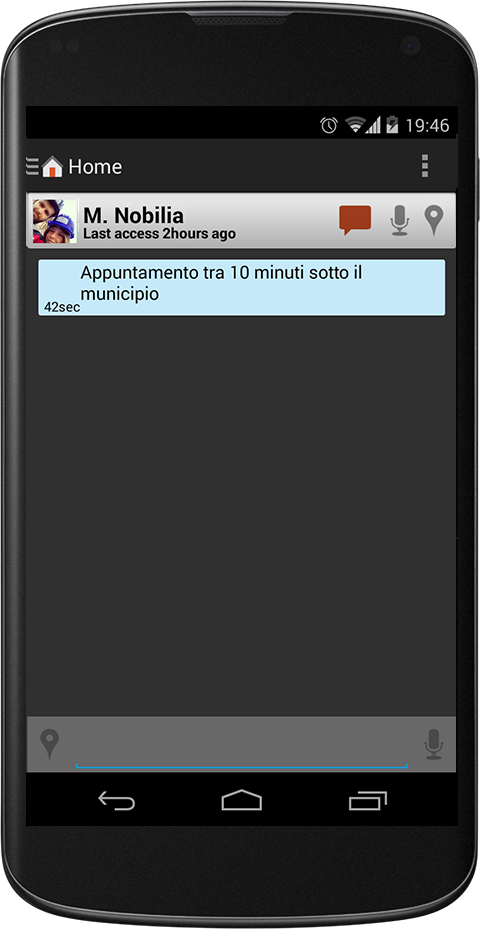 19:46
Home
M. Nobilia
Last access 2hours ago
Appuntamento tra 10 minuti sotto il
municipio
42sec